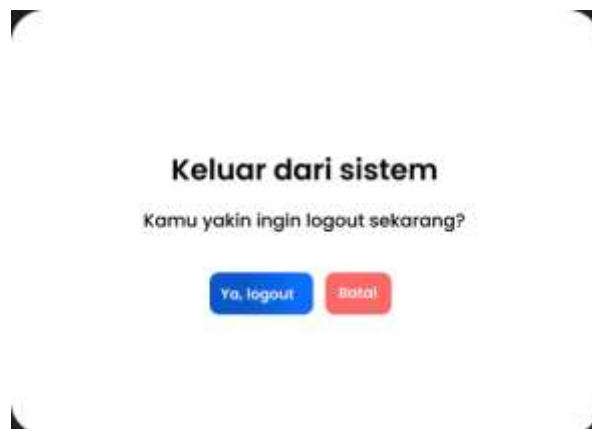 Keluar dari sistem
Kamu yakin ingin logout sekarang?
Ya, logout
Batal